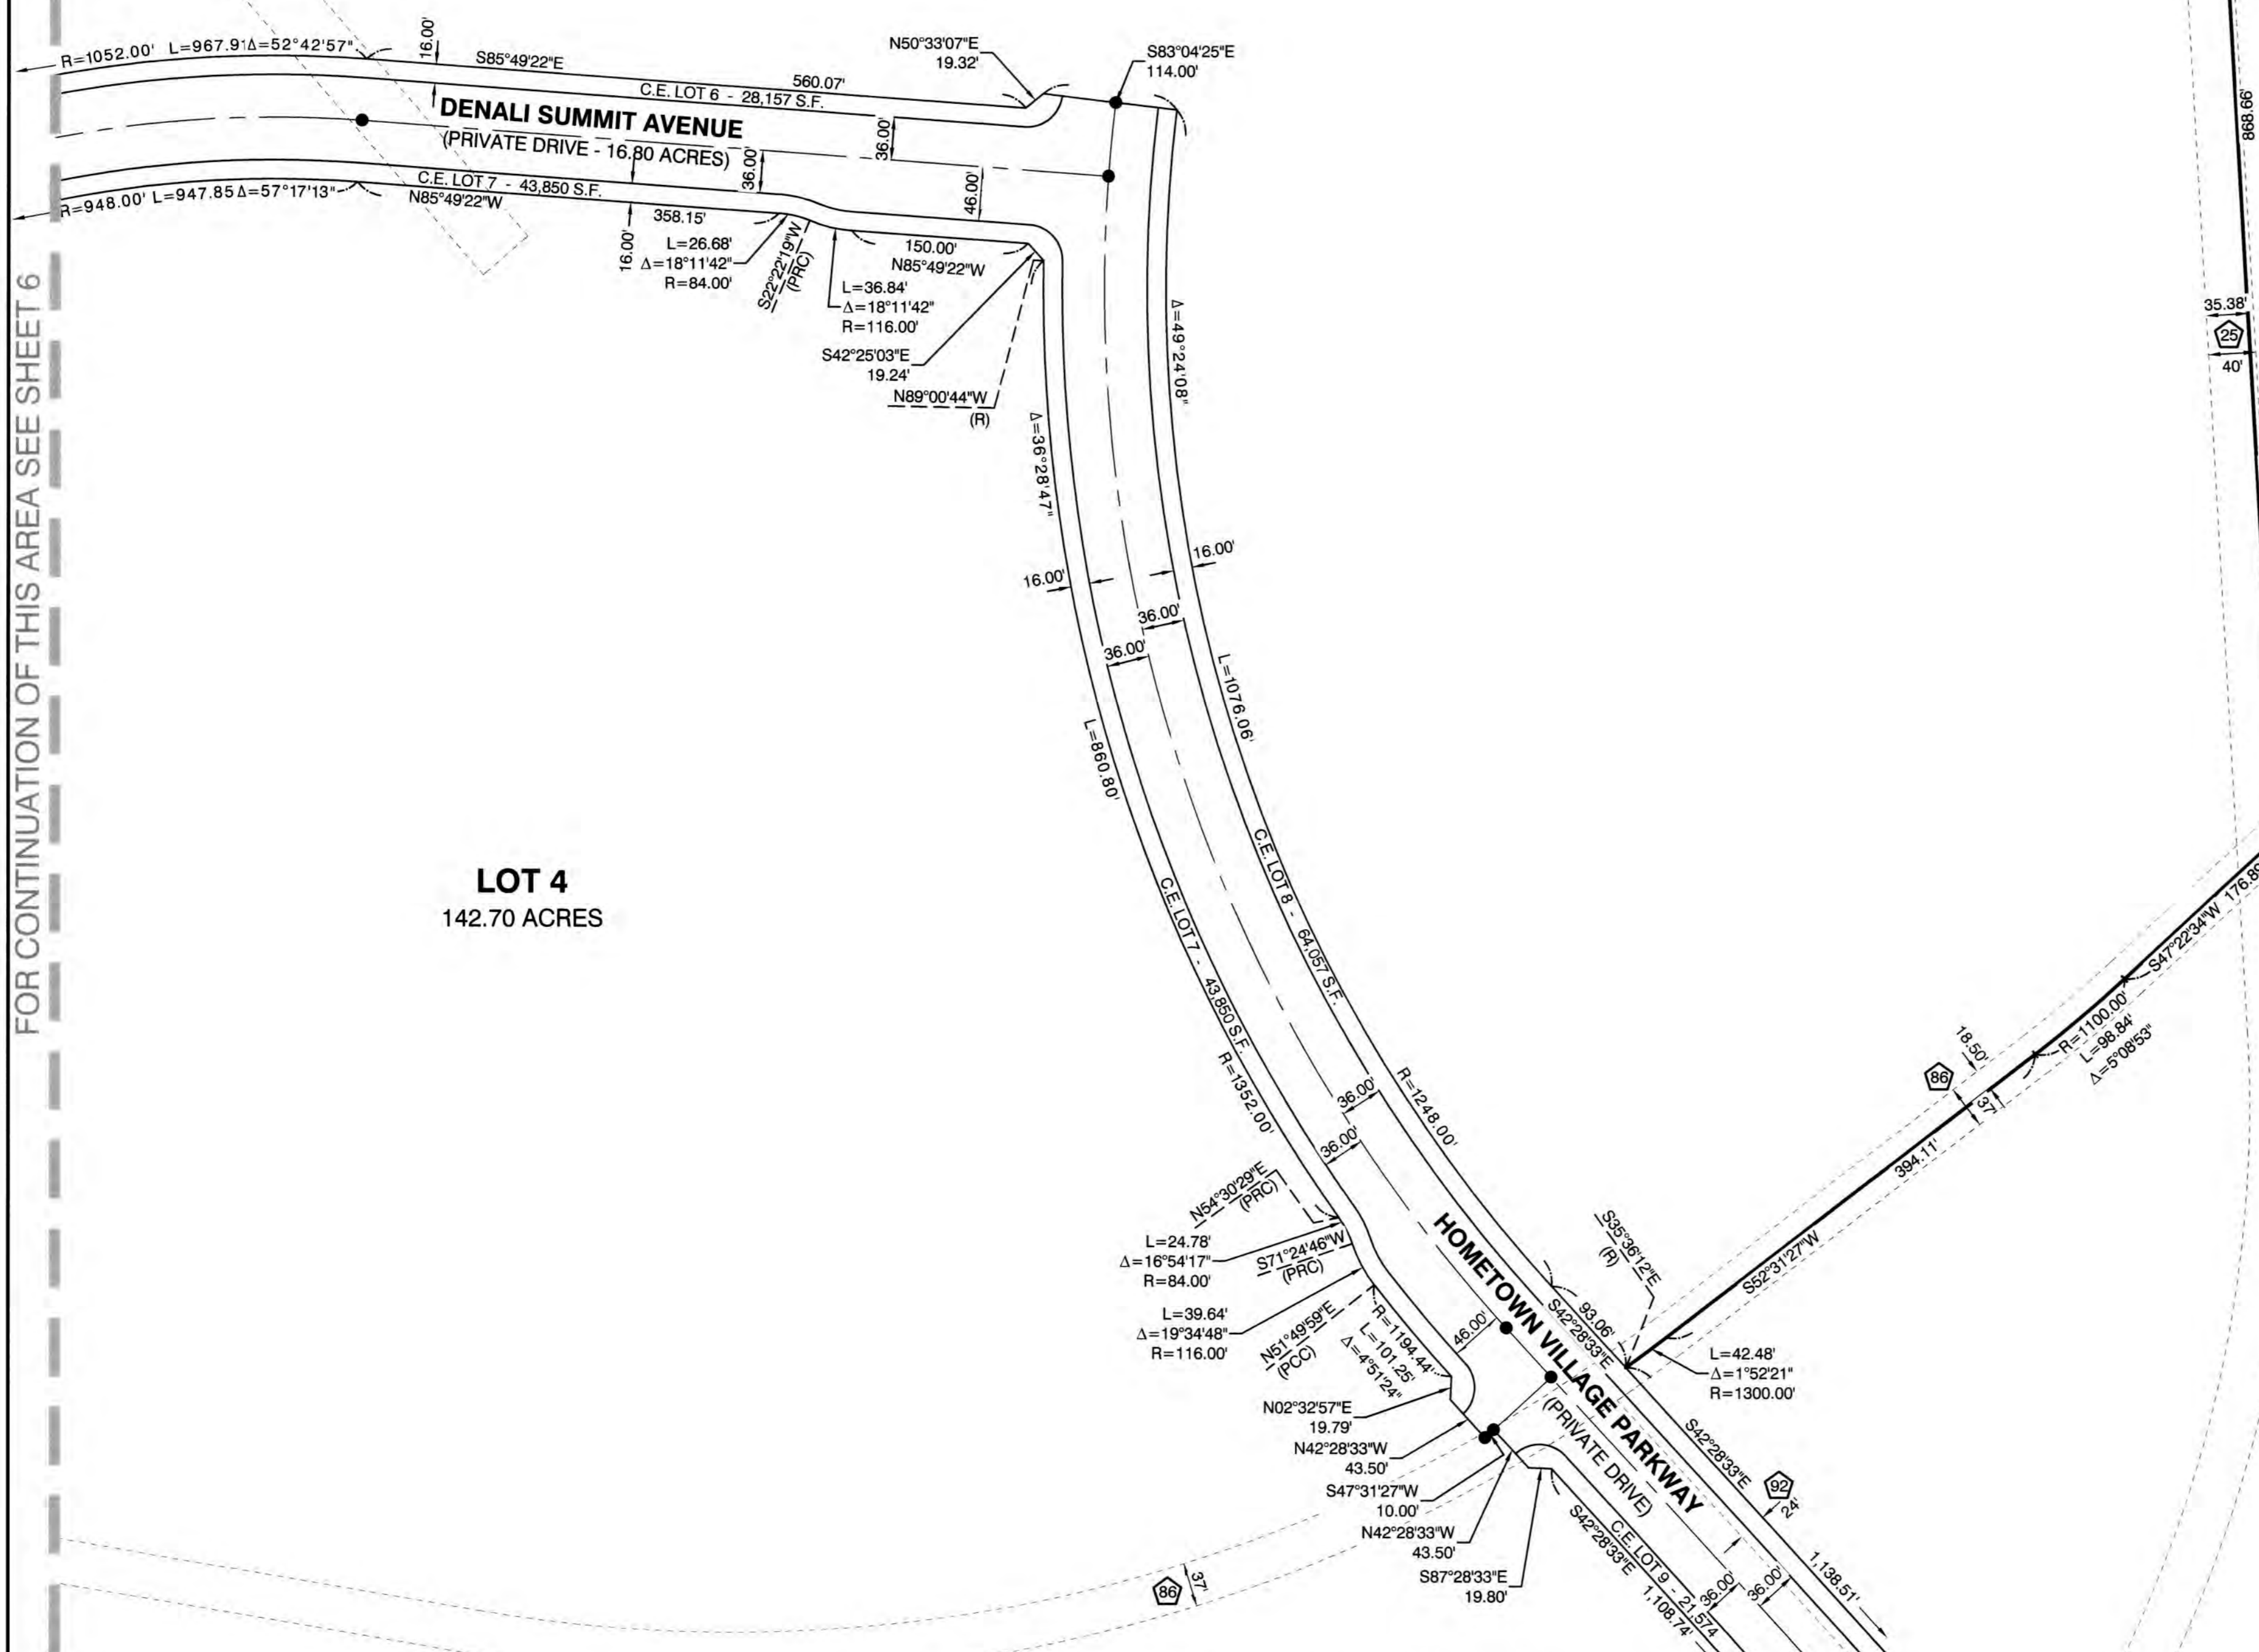 FOR CONTINUATION OF THIS AREA SEE SHEET 6
R=1052.00' L=967.91 Δ=52°42'57"
16.00'
S85°49'22"E
560.07'
C.E. LOT 6 - 28,157 S.F.
N50°33'07"E
19.32'
S83°04'25"E
114.00'
DENALI SUMMIT AVENUE
(PRIVATE DRIVE - 16.80 ACRES)
36.00'
36.00'
46.00'
C.E. LOT 7 - 43,850 S.F.
N85°49'22"W
R=948.00' L=947.85 Δ=57°17'13"
358.15'
16.00'
L=26.68'
Δ=18°11'42"
R=84.00'
S22°22'19"W
(PRC)
150.00'
N85°49'22"W
L=36.84'
Δ=18°11'42"
R=116.00'
S42°25'03"E
19.24'
N89°00'44"W
(R)
Δ=49°24'08"
Δ=36°28'47"
868.66'
35.38'
25
40'
16.00'
16.00'
36.00'
36.00'
L=1076.06'
L=860.80'
LOT 4
142.70 ACRES
C.E. LOT 8 - 64,057 S.F.
C.E. LOT 7 - 43,850 S.F.
R=1352.00'
R=1248.00'
36.00'
36.00'
S47°22'34"W
R=1100.00'
L=98.84'
Δ=5°08'53"
18.50'
86
37'
394.11'
S52°31'27"W
N54°30'29"E
(PRC)
L=24.78'
Δ=16°54'17"
R=84.00'
S71°24'46"W
(PRC)
L=39.64'
Δ=19°34'48"
R=116.00'
N51°49'59"E
(PCC)
R=1194.44'
L=101.25'
Δ=4°51'24"
46.00'
HOMETOWN VILLAGE PARKWAY
(PRIVATE DRIVE)
93.06'
S42°28'33"E
S35°36'12"E
(R)
L=42.48'
Δ=1°52'21"
R=1300.00'
N02°32'57"E
19.79'
N42°28'33"W
43.50'
S47°31'27"W
10.00'
N42°28'33"W
43.50'
S87°28'33"E
19.80'
S42°28'33"E
92
24'
1,138.51'
S42°28'33"E
1,108.74'
C.E. LOT 9 - 21,574
36.00'
36.00'
86
37'